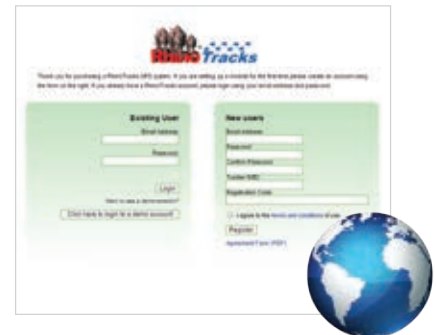 RhinoTracks
Thank you for purchasing a RhinoTracks GPS system. If you are setting up a module for the first time please create an account using
the form on the right. If you already have a RhinoTracks account, please login using your email address and password.
Existing User
Email Address
Password
Login
Want to see a demonstration?
Click here to login to a demo account
New users
Email Address
Password
Confirm Password
Tracker IMEI
Registration Code
I agree to the terms and conditions of use
Register
Agreement Form (PDF)